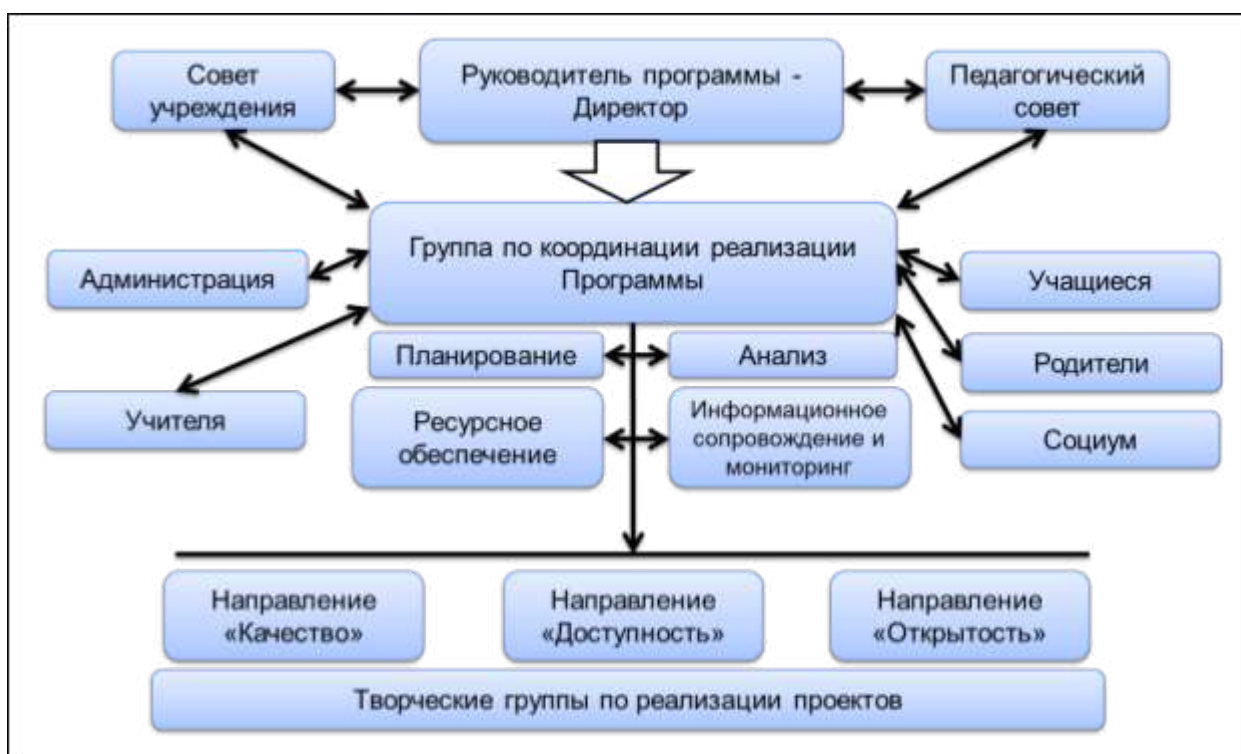 Совет
учреждения
Руководитель программы -
Директор
Педагогический
совет
Группа по координации реализации
Программы
Администрация
Учащиеся
Планирование
Анализ
Родители
Учителя
Ресурсное
обеспечение
Информационное
сопровождение и
мониторинг
Социум
Направление
«Качество»
Направление
«Доступность»
Направление
«Открытость»
Творческие группы по реализации проектов